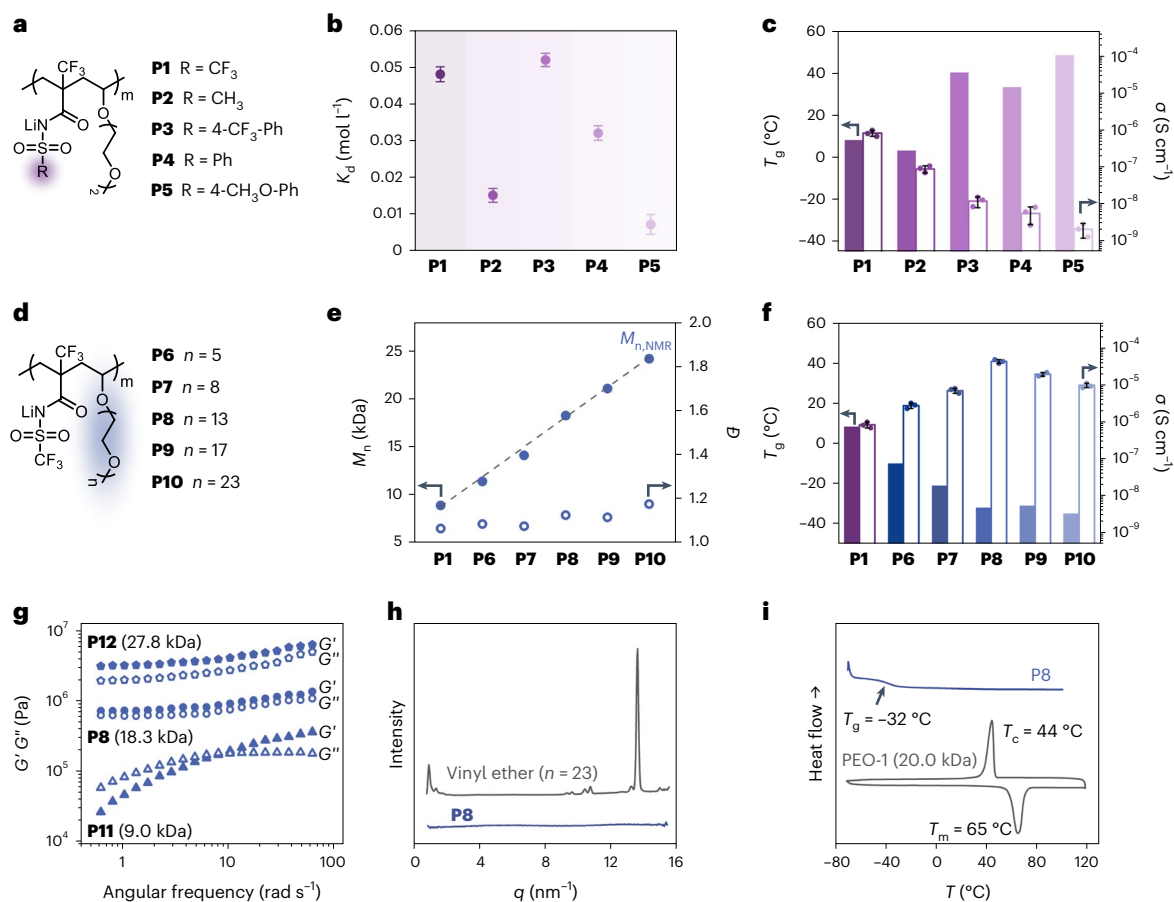 a
CF₃
m
O
O
LiN
O=S=O
R
O
2
P1 R = CF₃
P2 R = CH₃
P3 R = 4-CF₃-Ph
P4 R = Ph
P5 R = 4-CH₃O-Ph
b
0.06
0.05
0.04
0.03
0.02
0.01
0
K_d (mol l⁻¹)
P1 P2 P3 P4 P5
c
60
40
20
0
−20
−40
T_g (°C)
10⁻⁴
10⁻⁵
10⁻⁶
10⁻⁷
10⁻⁸
10⁻⁹
σ (S cm⁻¹)
P1 P2 P3 P4 P5
d
CF₃
m
O
O
LiN
O=S=O
CF₃
O
n
P6 n = 5
P7 n = 8
P8 n = 13
P9 n = 17
P10 n = 23
e
25
20
15
10
5
M_n (kDa)
M_n,NMR
2.0
1.8
1.6
1.4
1.2
1.0
Đ
P1 P6 P7 P8 P9 P10
f
60
40
20
0
−20
−40
T_g (°C)
10⁻⁴
10⁻⁵
10⁻⁶
10⁻⁷
10⁻⁸
10⁻⁹
σ (S cm⁻¹)
P1 P6 P7 P8 P9 P10
g
10⁷
10⁶
10⁵
10⁴
G′ G″ (Pa)
P12 (27.8 kDa)
G′
G″
G′
G″
P8 (18.3 kDa)
G′
G″
P11 (9.0 kDa)
1 10 100
Angular frequency (rad s⁻¹)
h
Intensity
Vinyl ether (n = 23)
P8
0 4 8 12 16
q (nm⁻¹)
i
Heat flow →
P8
T_g = −32 °C
T_c = 44 °C
PEO-1 (20.0 kDa)
T_m = 65 °C
−80 −40 0 40 80 120
T (°C)